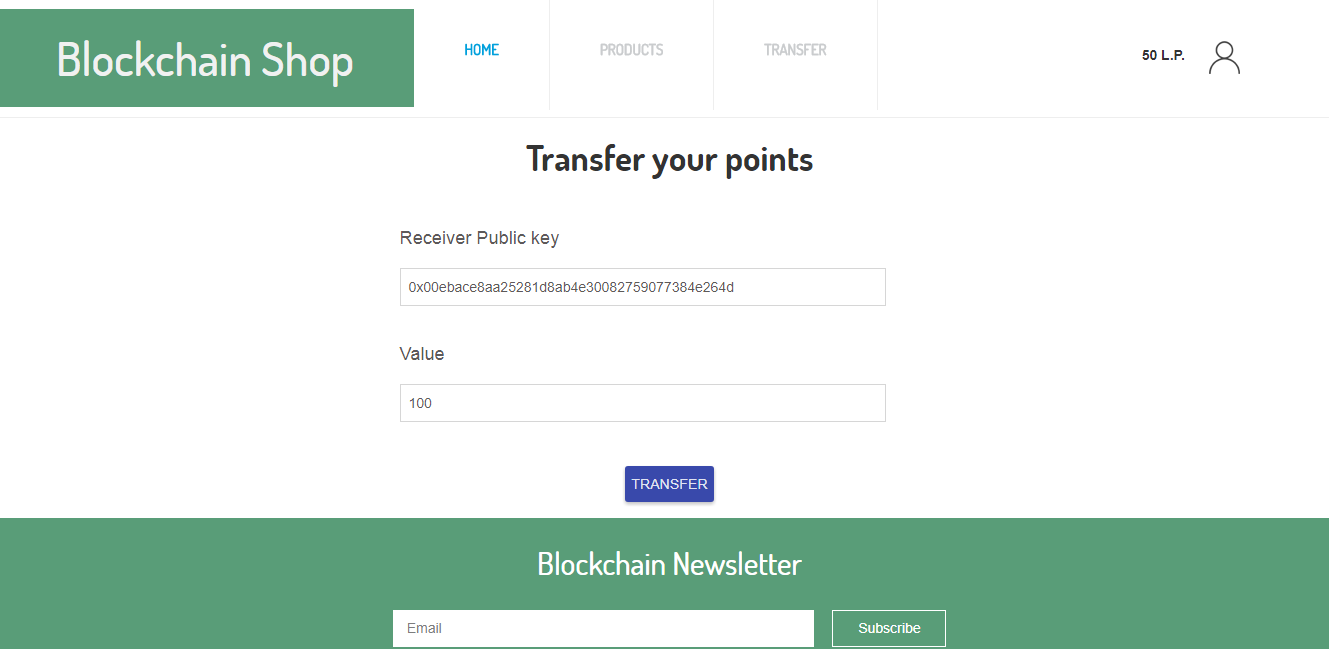 Blockchain Shop
HOME
PRODUCTS
TRANSFER
50 L.P.
Transfer your points
Receiver Public key
0x00ebace8aa25281d8ab4e30082759077384e264d
Value
100
TRANSFER
Blockchain Newsletter
Email
Subscribe